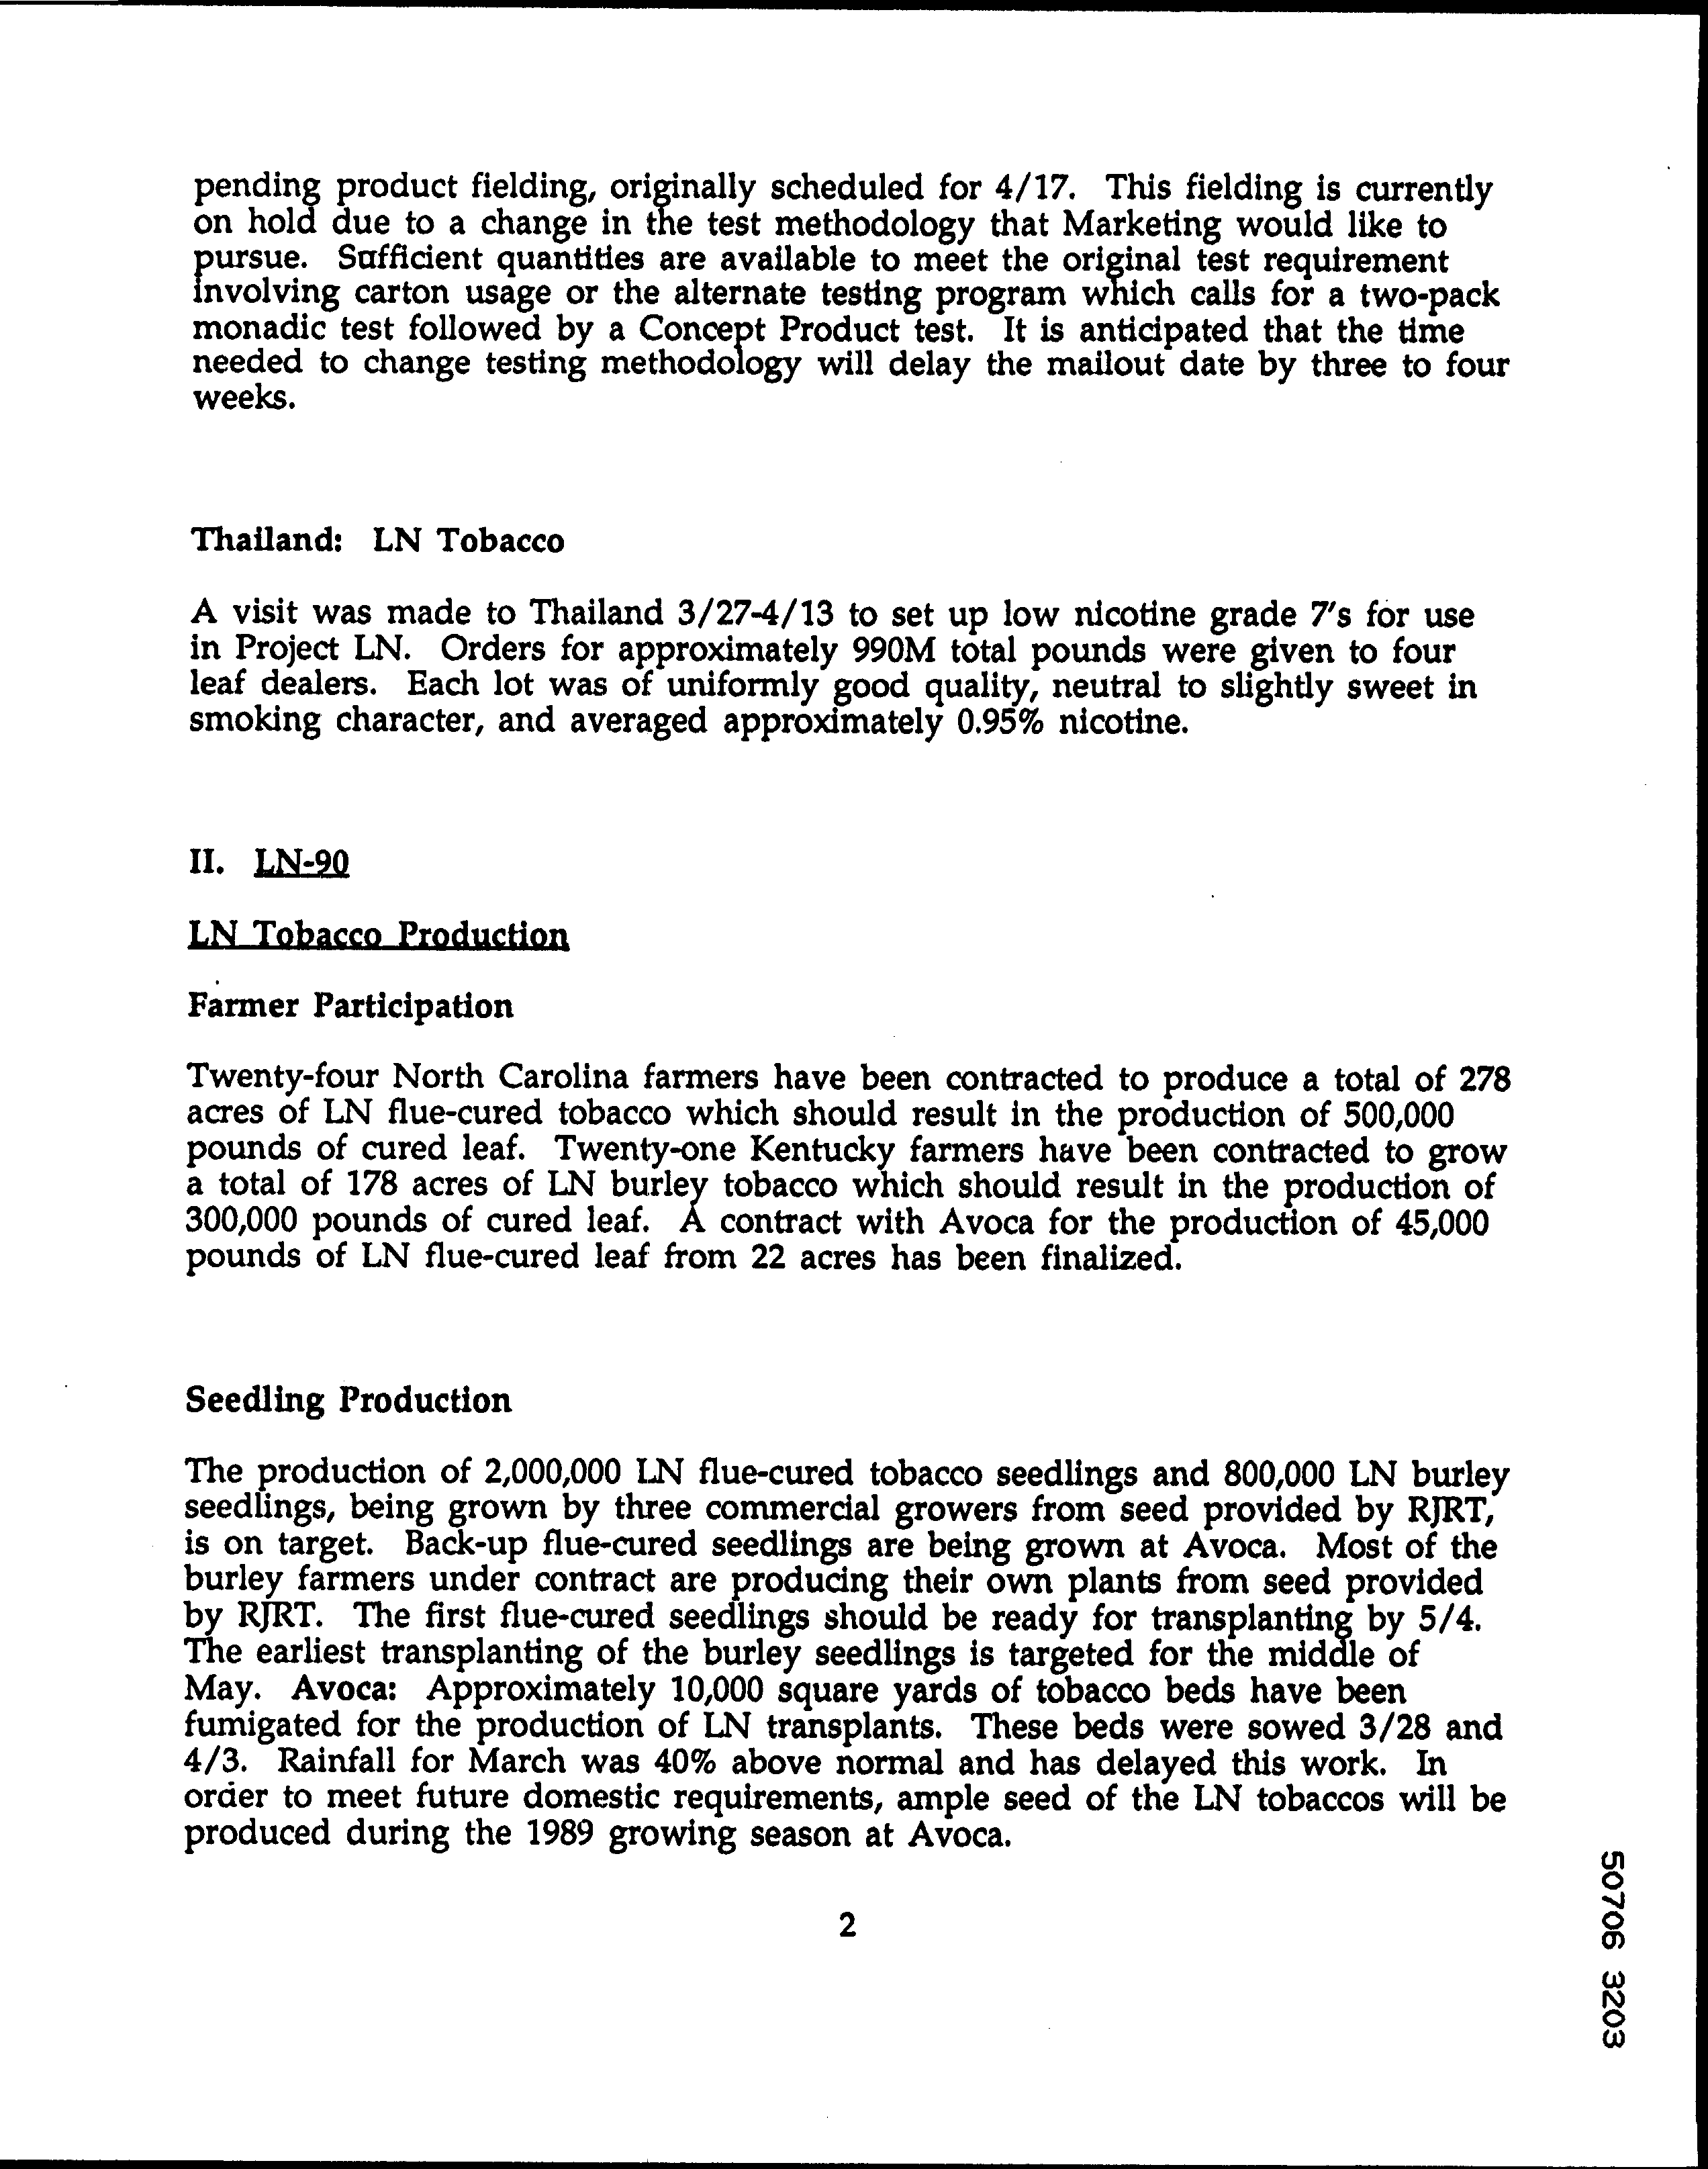 pending product fielding, originally scheduled for 4/17. This fielding is currently
on hold due to a change in the test methodology that Marketing would like to
pursue. Sufficient quantities are available to meet the original test requirement
involving carton usage or the alternate testing program which calls for a two-pack
monadic test followed by a Concept Product test. It is anticipated that the time
needed to change testing methodology will delay the mailout date by three to four
weeks.
Thailand: LN Tobacco
A visit was made to Thailand 3/27-4/13 to set up low nicotine grade 7's for use
in Project LN. Orders for approximately 990M total pounds were given to four
leaf dealers. Each lot was of uniformly good quality, neutral to slightly sweet in
smoking character, and averaged approximately 0.95% nicotine.
II. LN-90
LN Tobacco Production
Farmer Participation
Twenty-four North Carolina farmers have been contracted to produce a total of 278
acres of LN flue-cured tobacco which should result in the production of 500,000
pounds of cured leaf. Twenty-one Kentucky farmers have been contracted to grow
a total of 178 acres of LN burley tobacco which should result in the production of
300,000 pounds of cured leaf. A contract with Avoca for the production of 45,000
pounds of LN flue-cured leaf from 22 acres has been finalized.
Seedling Production
The production of 2,000,000 LN flue-cured tobacco seedlings and 800,000 LN burley
seedlings, being grown by three commercial growers from seed provided by RJRT,
is on target. Back-up flue-cured seedlings are being grown at Avoca. Most of the
burley farmers under contract are producing their own plants from seed provided
by RJRT. The first flue-cured seedlings should be ready for transplanting by 5/4.
The earliest transplanting of the burley seedlings is targeted for the middle of
May. Avoca: Approximately 10,000 square yards of tobacco beds have been
fumigated for the production of LN transplants. These beds were sowed 3/28 and
4/3. Rainfall for March was 40% above normal and has delayed this work. In
order to meet future domestic requirements, ample seed of the LN tobaccos will be
produced during the 1989 growing season at Avoca.
2
50706 3203